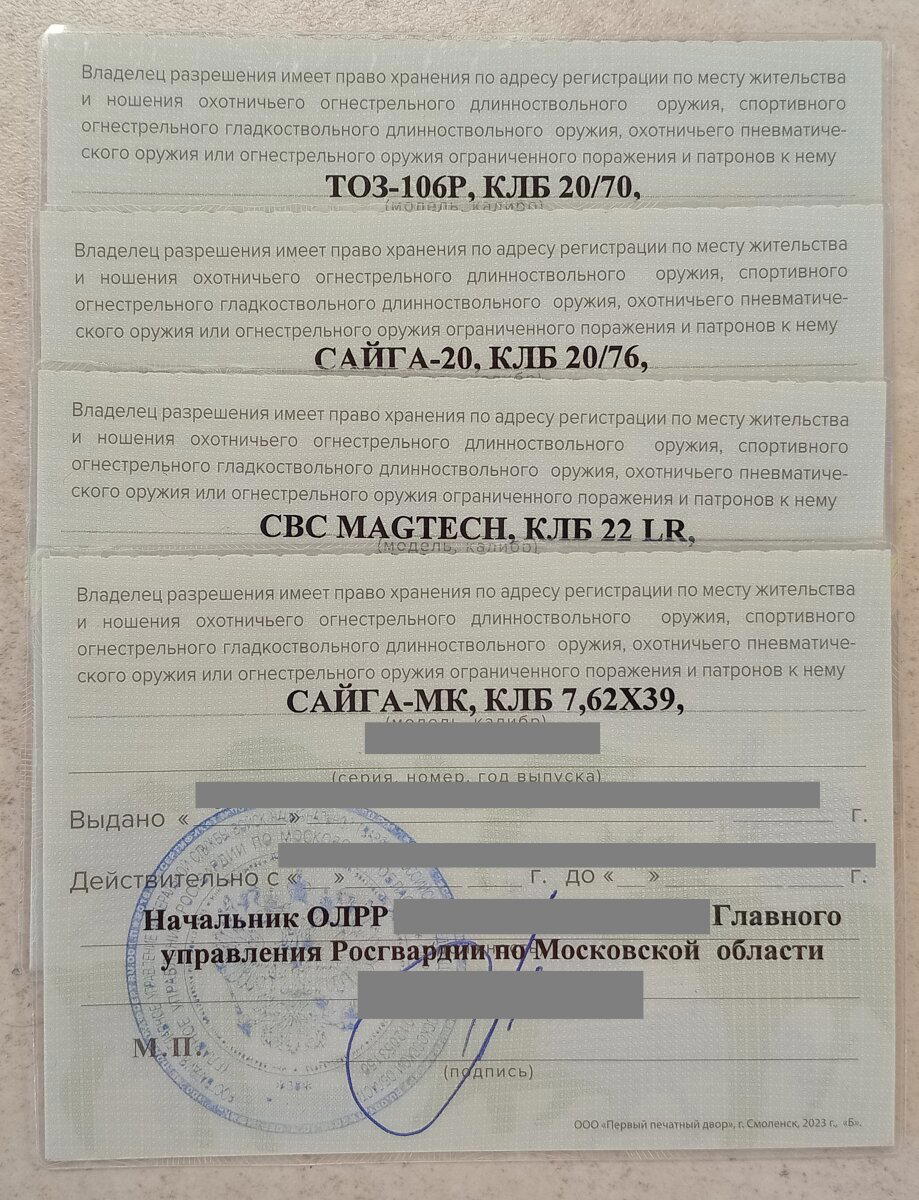 Владелец разрешения имеет право хранения по адресу регистрации по месту жительства
и ношения охотничьего огнестрельного длинноствольного оружия, спортивного
огнестрельного гладкоствольного длинноствольного оружия, охотничьего пневматиче-
ского оружия или огнестрельного оружия ограниченного поражения и патронов к нему
ТОЗ-106Р, КЛБ 20/70,
(модель, калибр)
Владелец разрешения имеет право хранения по адресу регистрации по месту жительства
и ношения охотничьего огнестрельного длинноствольного оружия, спортивного
огнестрельного гладкоствольного длинноствольного оружия, охотничьего пневматиче-
ского оружия или огнестрельного оружия ограниченного поражения и патронов к нему
САЙГА-20, КЛБ 20/76,
Владелец разрешения имеет право хранения по адресу регистрации по месту жительства
и ношения охотничьего огнестрельного длинноствольного оружия, спортивного
огнестрельного гладкоствольного длинноствольного оружия, охотничьего пневматиче-
ского оружия или огнестрельного оружия ограниченного поражения и патронов к нему
CBC MAGTECH, КЛБ 22 LR,
(модель, калибр)
Владелец разрешения имеет право хранения по адресу регистрации по месту жительства
и ношения охотничьего огнестрельного длинноствольного оружия, спортивного
огнестрельного гладкоствольного длинноствольного оружия, охотничьего пневматиче-
ского оружия или огнестрельного оружия ограниченного поражения и патронов к нему
САЙГА-МК, КЛБ 7,62Х39,
(модель, калибр)
(серия, номер, год выпуска)
Выдано « » г.
Действительно с « » г. до « » г.
Начальник ОЛРР Главного
управления Росгвардии по Московской области
М.П.
(подпись)
ООО «Первый печатный двор», г. Смоленск, 2023 г., «Б».